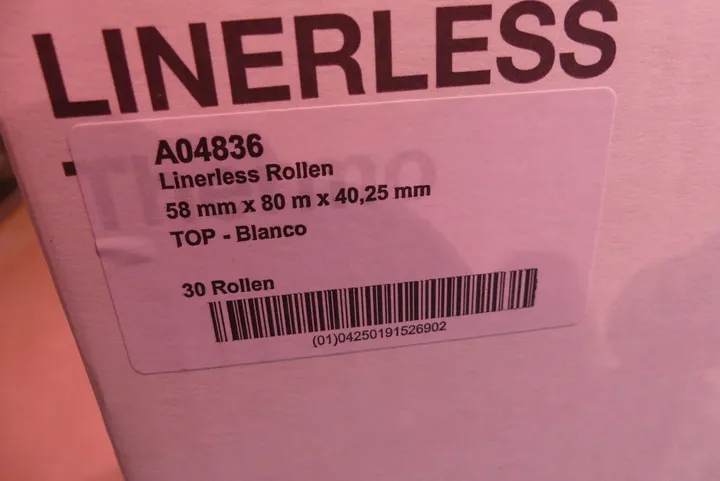 LINERLESS
A04836
Linerless Rollen
58 mm x 80 m x 40,25 mm
TOP - Blanco
30 Rollen
(01)04250191526902